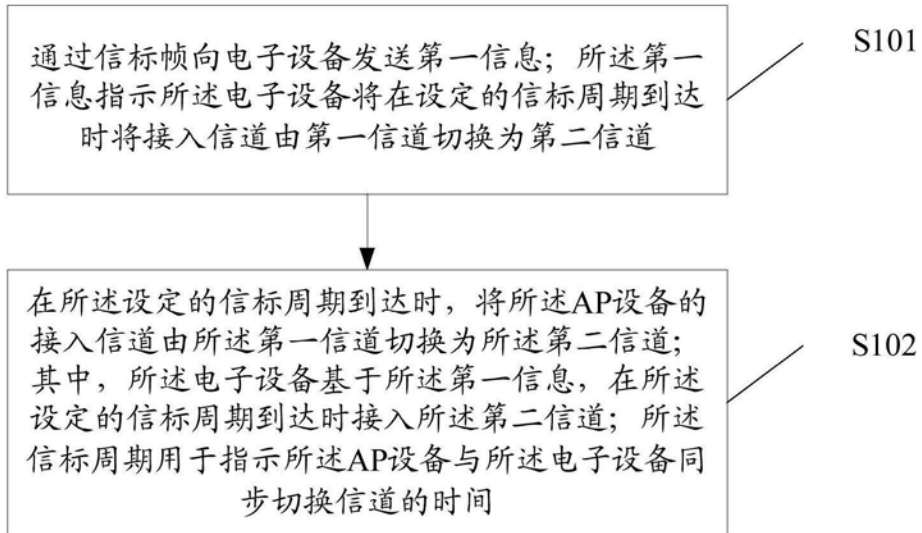 通过信标帧向电子设备发送第一信息；所述第一
信息指示所述电子设备将在设定的信标周期到达
时将接入信道由第一信道切换为第二信道
S101
在所述设定的信标周期到达时，将所述AP设备的
接入信道由所述第一信道切换为所述第二信道；
其中，所述电子设备基于所述第一信息，在所述
设定的信标周期到达时接入所述第二信道；所述
信标周期用于指示所述AP设备与所述电子设备同
步切换信道的时间
S102